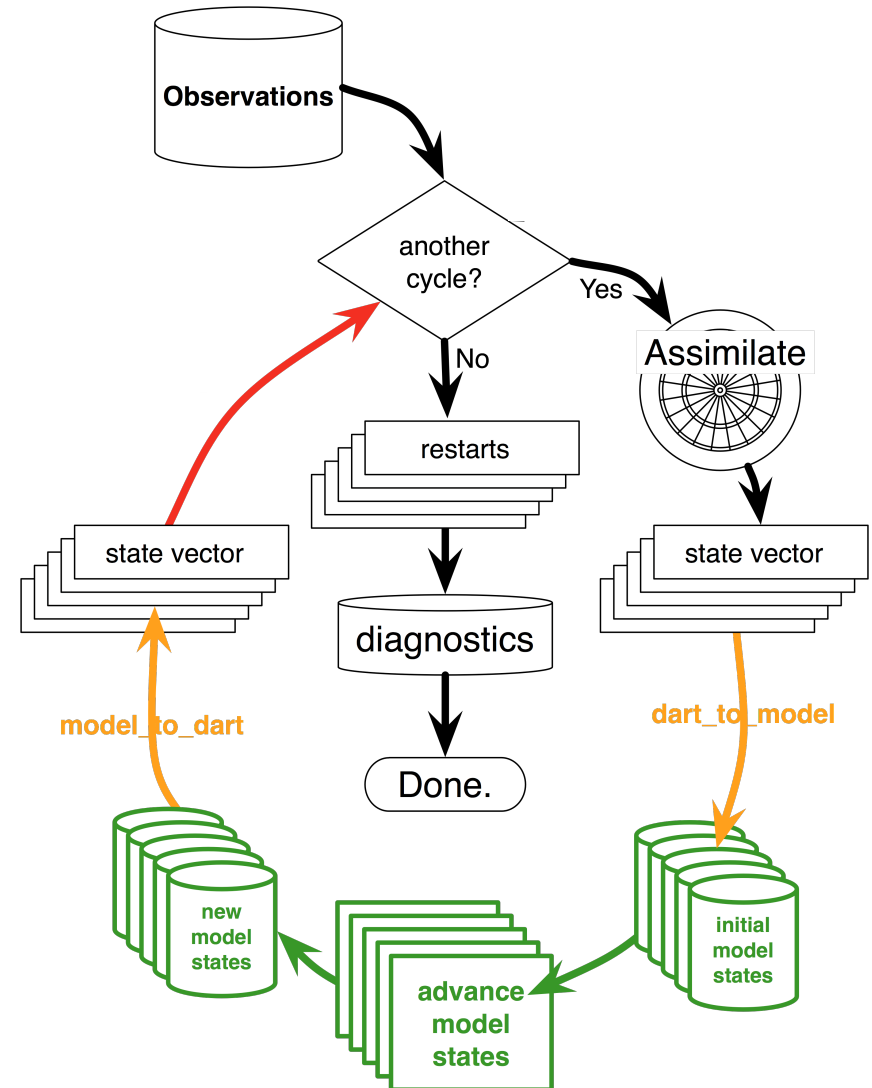 Observations
another
cycle?
Yes
Assimilate
No
restarts
state vector
state vector
diagnostics
model_to_dart
dart_to_model
Done.
new
model
states
initial
model
states
advance
model
states